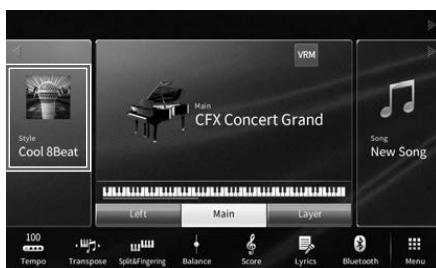 VRM
Main
CFX Concert Grand
Style
Cool 8Beat
Song
New Song
Left
Main
Layer
100
Tempo
Transpose
Split&Fingering
Balance
Score
Lyrics
Bluetooth
Menu